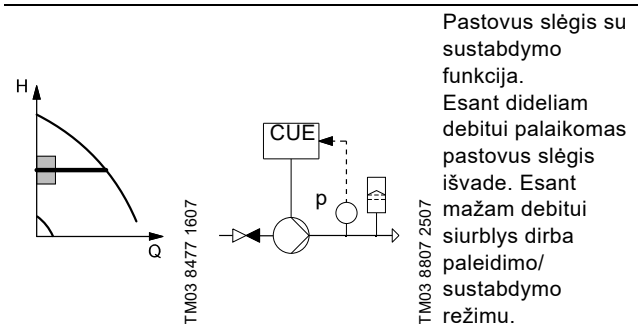 H
Q
TM03 8477 1607
CUE
p
TM03 8807 2507
Pastovus slėgis su
sustabdymo
funkcija.
Esant dideliam
debitui palaikomas
pastovus slėgis
išvade. Esant
mažam debitui
siurblys dirba
paleidimo/
sustabdymo
režimu.